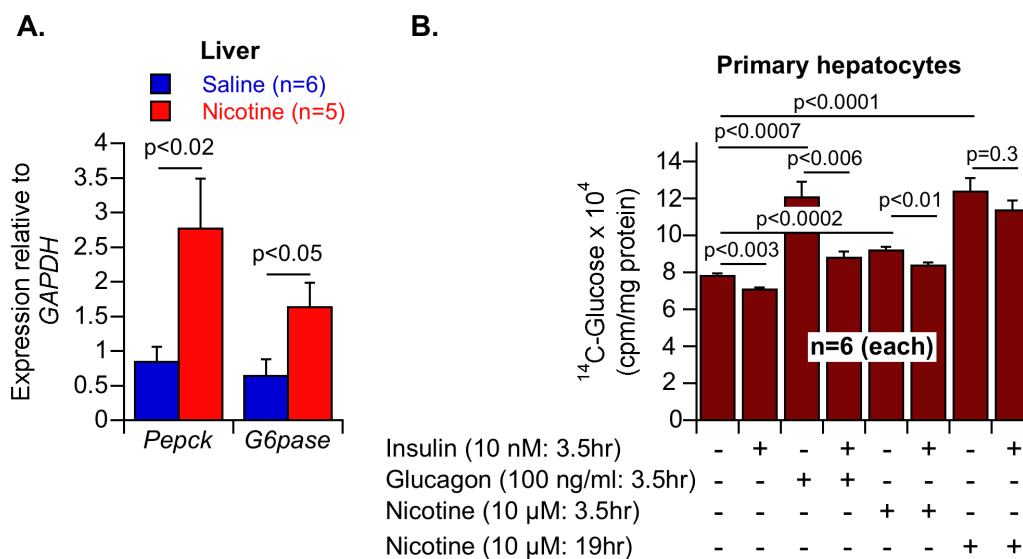 A.
Liver
Saline (n=6)
Nicotine (n=5)
Expression relative to
GAPDH
4
3.5
3
2.5
2
1.5
1
0.5
0
p<0.02
p<0.05
Pepck
G6pase
B.
Primary hepatocytes
¹⁴C-Glucose x 10⁴
(cpm/mg protein)
14
12
10
8
6
4
2
0
p<0.0001
p<0.0007
p<0.006
p=0.3
p<0.01
p<0.0002
p<0.003
n=6 (each)
Insulin (10 nM: 3.5hr) - + - + - + - +
Glucagon (100 ng/ml: 3.5hr) - - + + - - - -
Nicotine (10 µM: 3.5hr) - - - - + + - -
Nicotine (10 µM: 19hr) - - - - - - + +